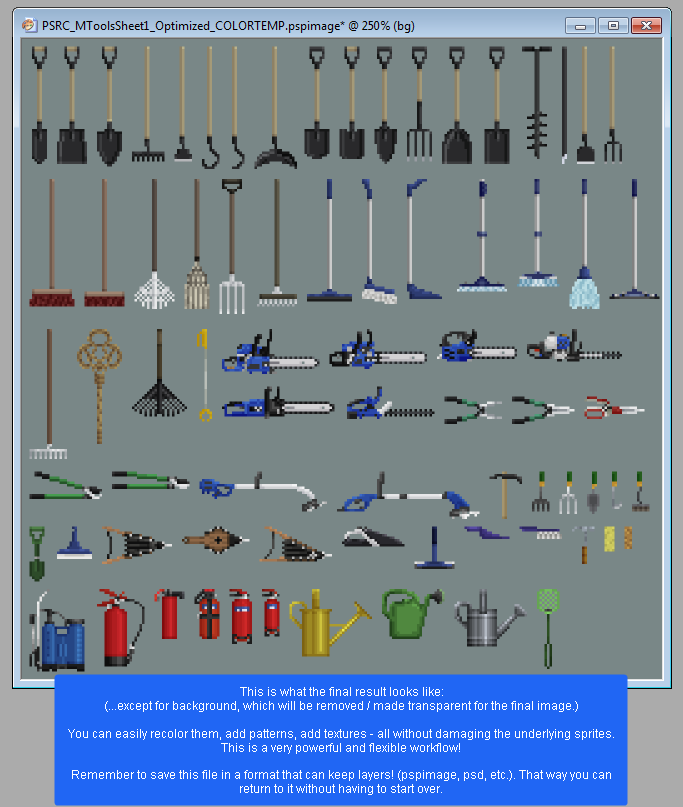 PSRC_MToolsSheet1_Optimized_COLORTEMP.pspimage* @ 250% (bg)
This is what the final result looks like:
(...except for background, which will be removed / made transparent for the final image.)
You can easily recolor them, add patterns, add textures - all without damaging the underlying sprites.
This is a very powerful and flexible workflow!
Remember to save this file in a format that can keep layers! (pspimage, psd, etc.). That way you can
return to it without having to start over.